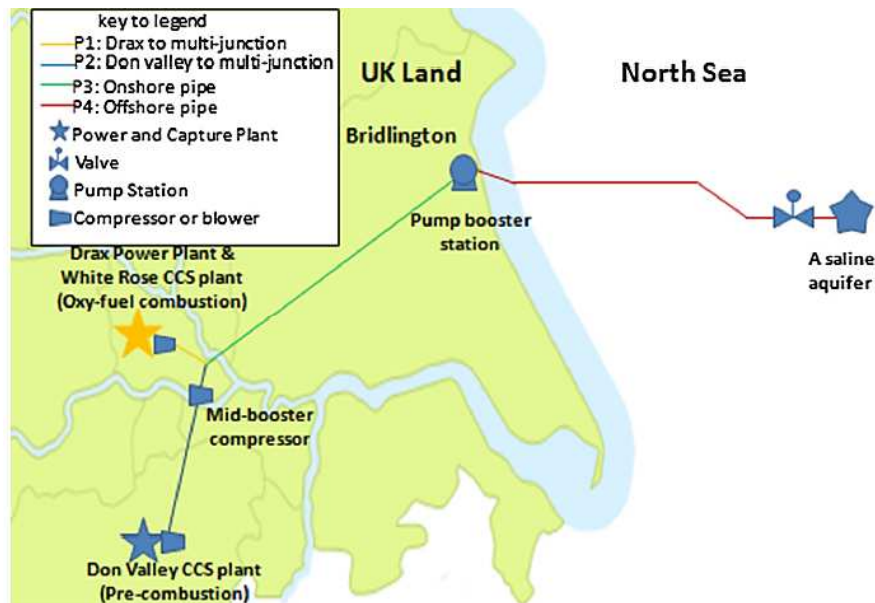 key to legend
P1: Drax to multi-junction
P2: Don valley to multi-junction
P3: Onshore pipe
P4: Offshore pipe
Power and Capture Plant
Valve
Pump Station
Compressor or blower
UK Land
North Sea
Bridlington
Pump booster
station
A saline
aquifer
Drax Power Plant &
White Rose CCS plant
(Oxy-fuel combustion)
Mid-booster
compressor
Don Valley CCS plant
(Pre-combustion)